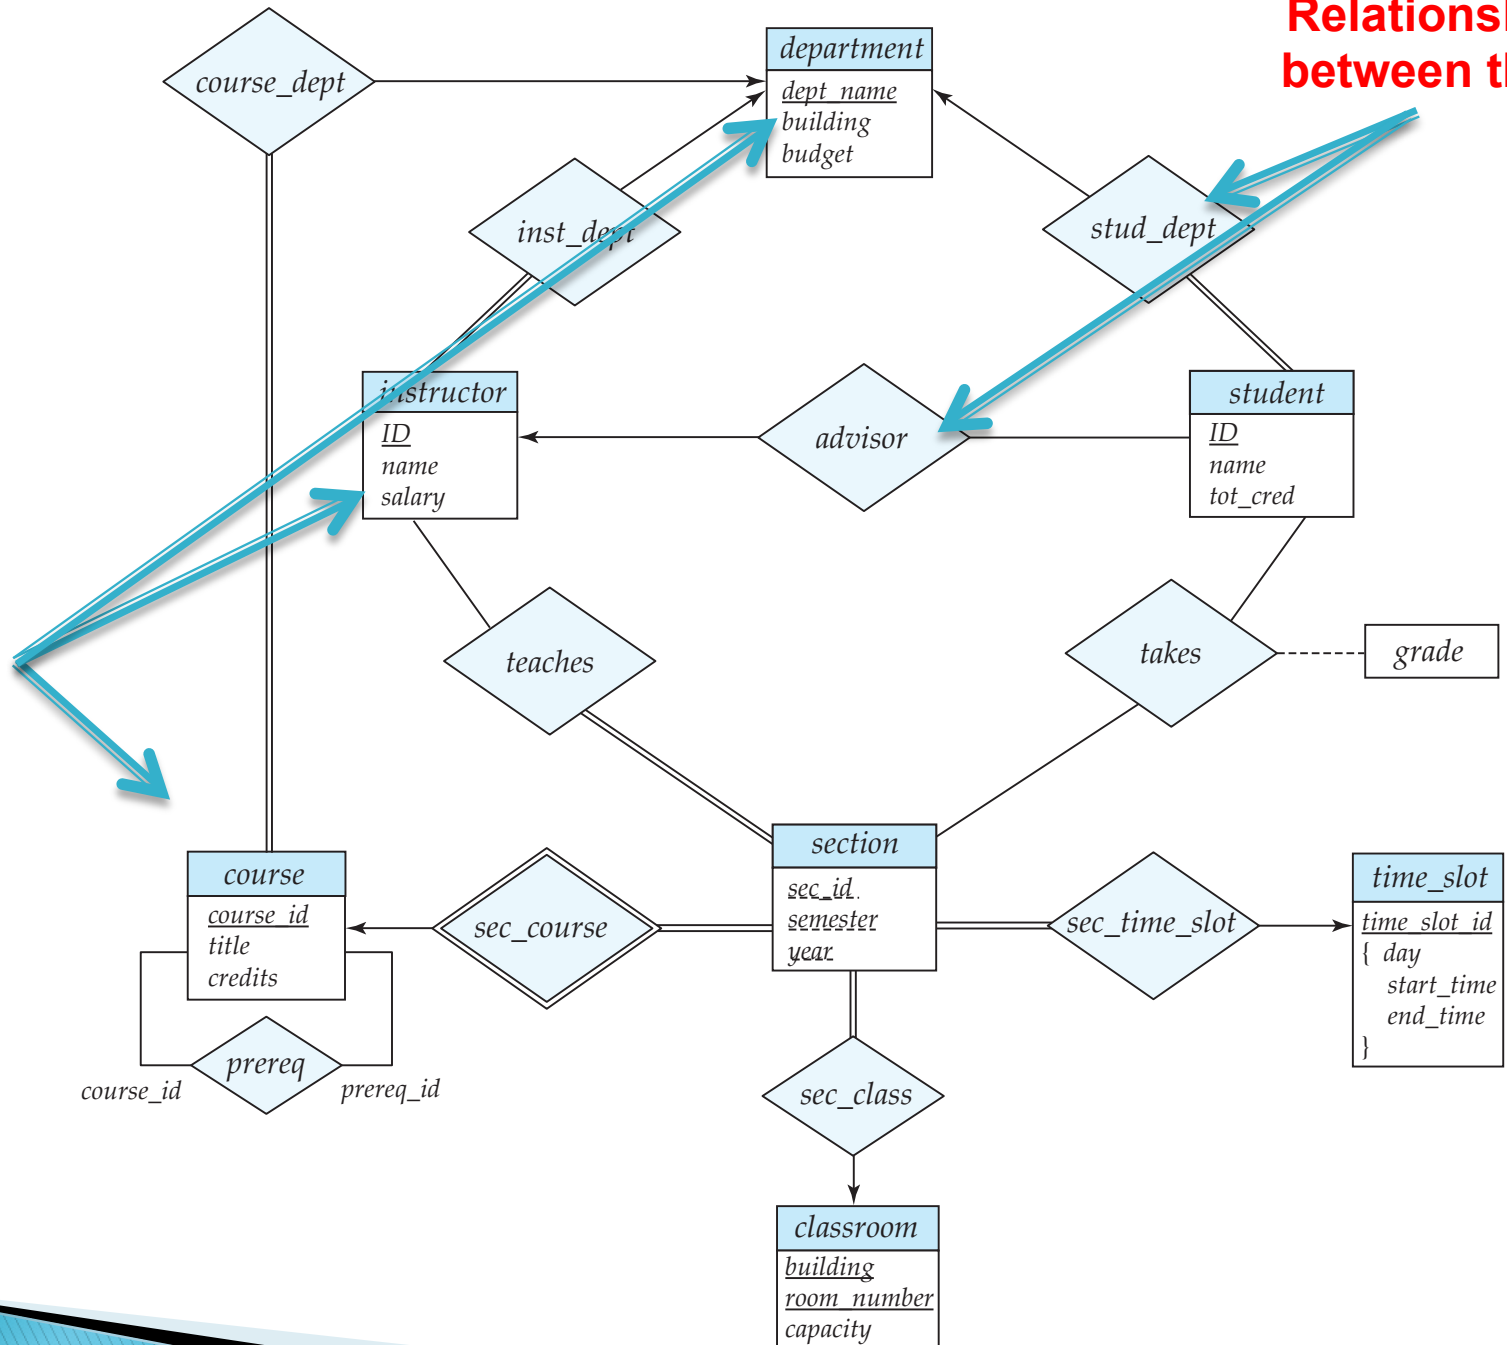 Relations
between t
department
dept_name
building
budget
course_dept
inst_dept
stud_dept
instructor
ID
name
salary
advisor
student
ID
name
tot_cred
teaches
takes
grade
section
sec_id
semester
year
course
course_id
title
credits
sec_course
sec_time_slot
time_slot
time_slot_id
{ day
start_time
end_time
}
prereq
course_id
prereq_id
sec_class
classroom
building
room_number
capacity